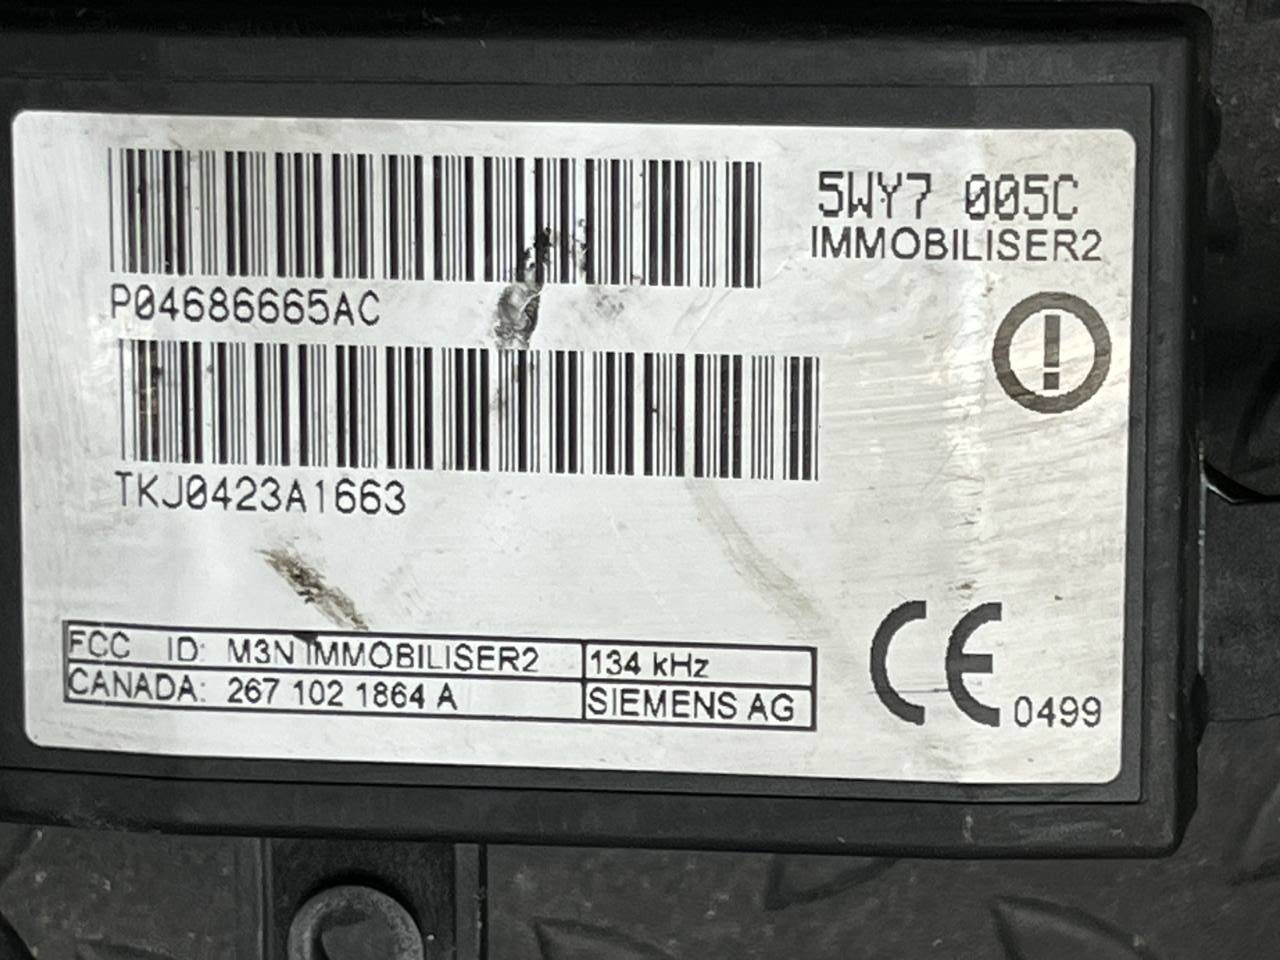 5WY7 005C
IMMOBILISER2
P04686665AC
TKJ0423A1663
FCC ID: M3N IMMOBILISER2
134 kHz
CANADA: 267 102 1864 A
SIEMENS AG
CE 0499